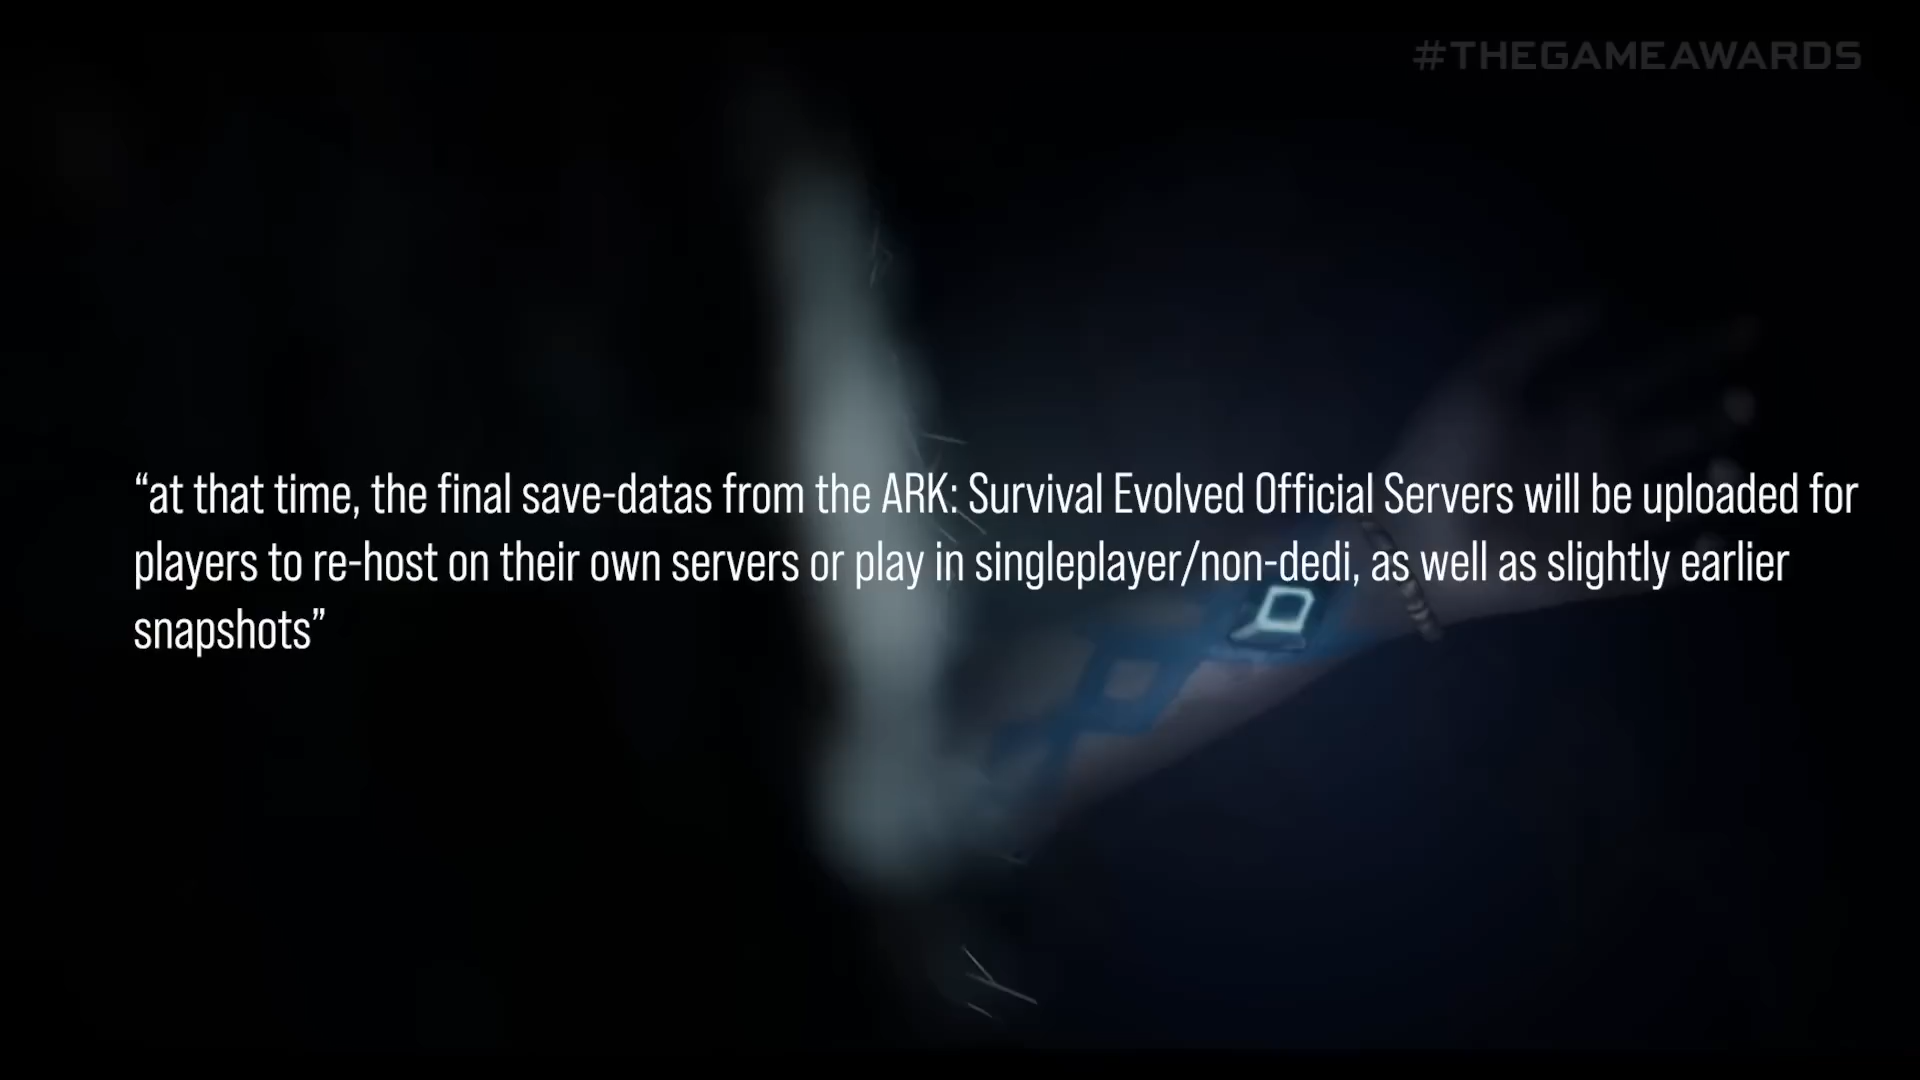 #THEGAMEAWARDS
“at that time, the final save-datas from the ARK: Survival Evolved Official Servers will be uploaded for
players to re-host on their own servers or play in singleplayer/non-dedi, as well as slightly earlier
snapshots”